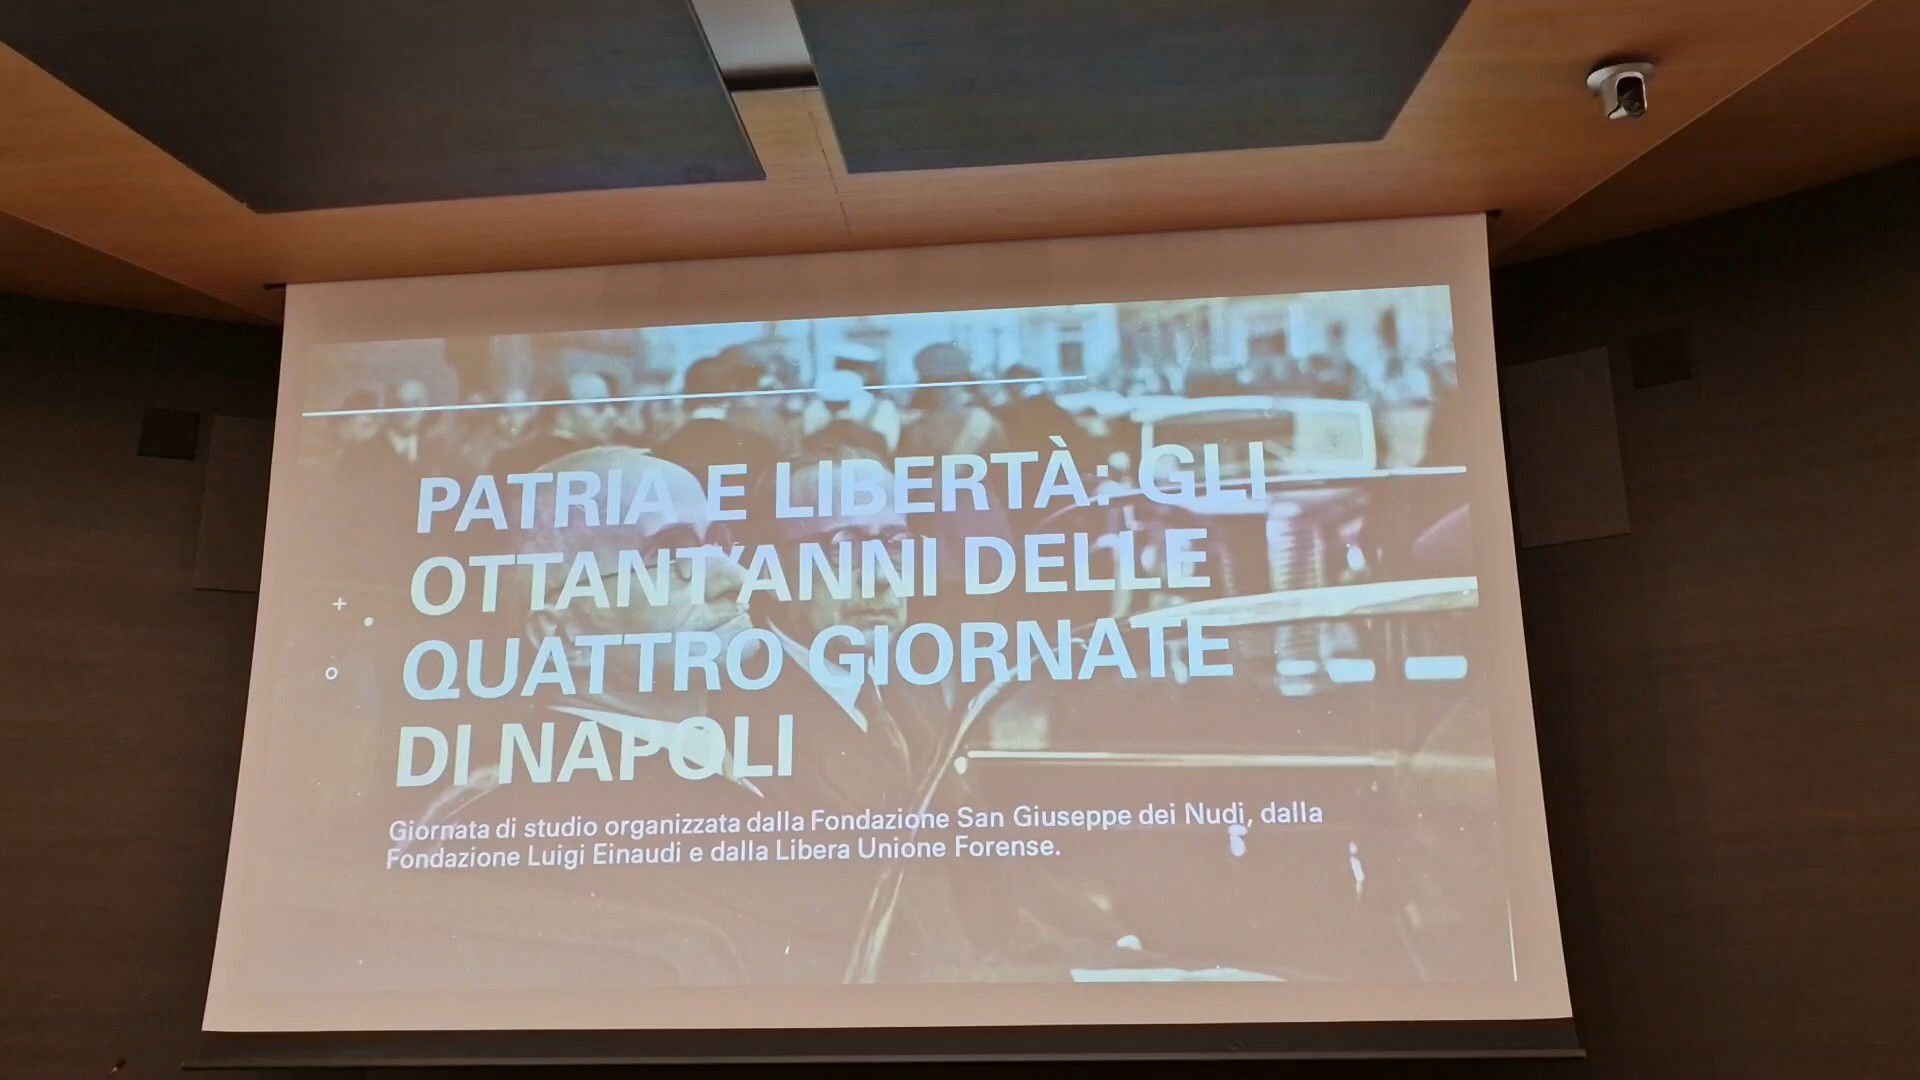 PATRIA E LIBERTÀ: GLI
OTTANT'ANNI DELLE
QUATTRO GIORNATE
DI NAPOLI
Giornata di studio organizzata dalla Fondazione San Giuseppe dei Nudi, dalla
Fondazione Luigi Einaudi e dalla Libera Unione Forense.